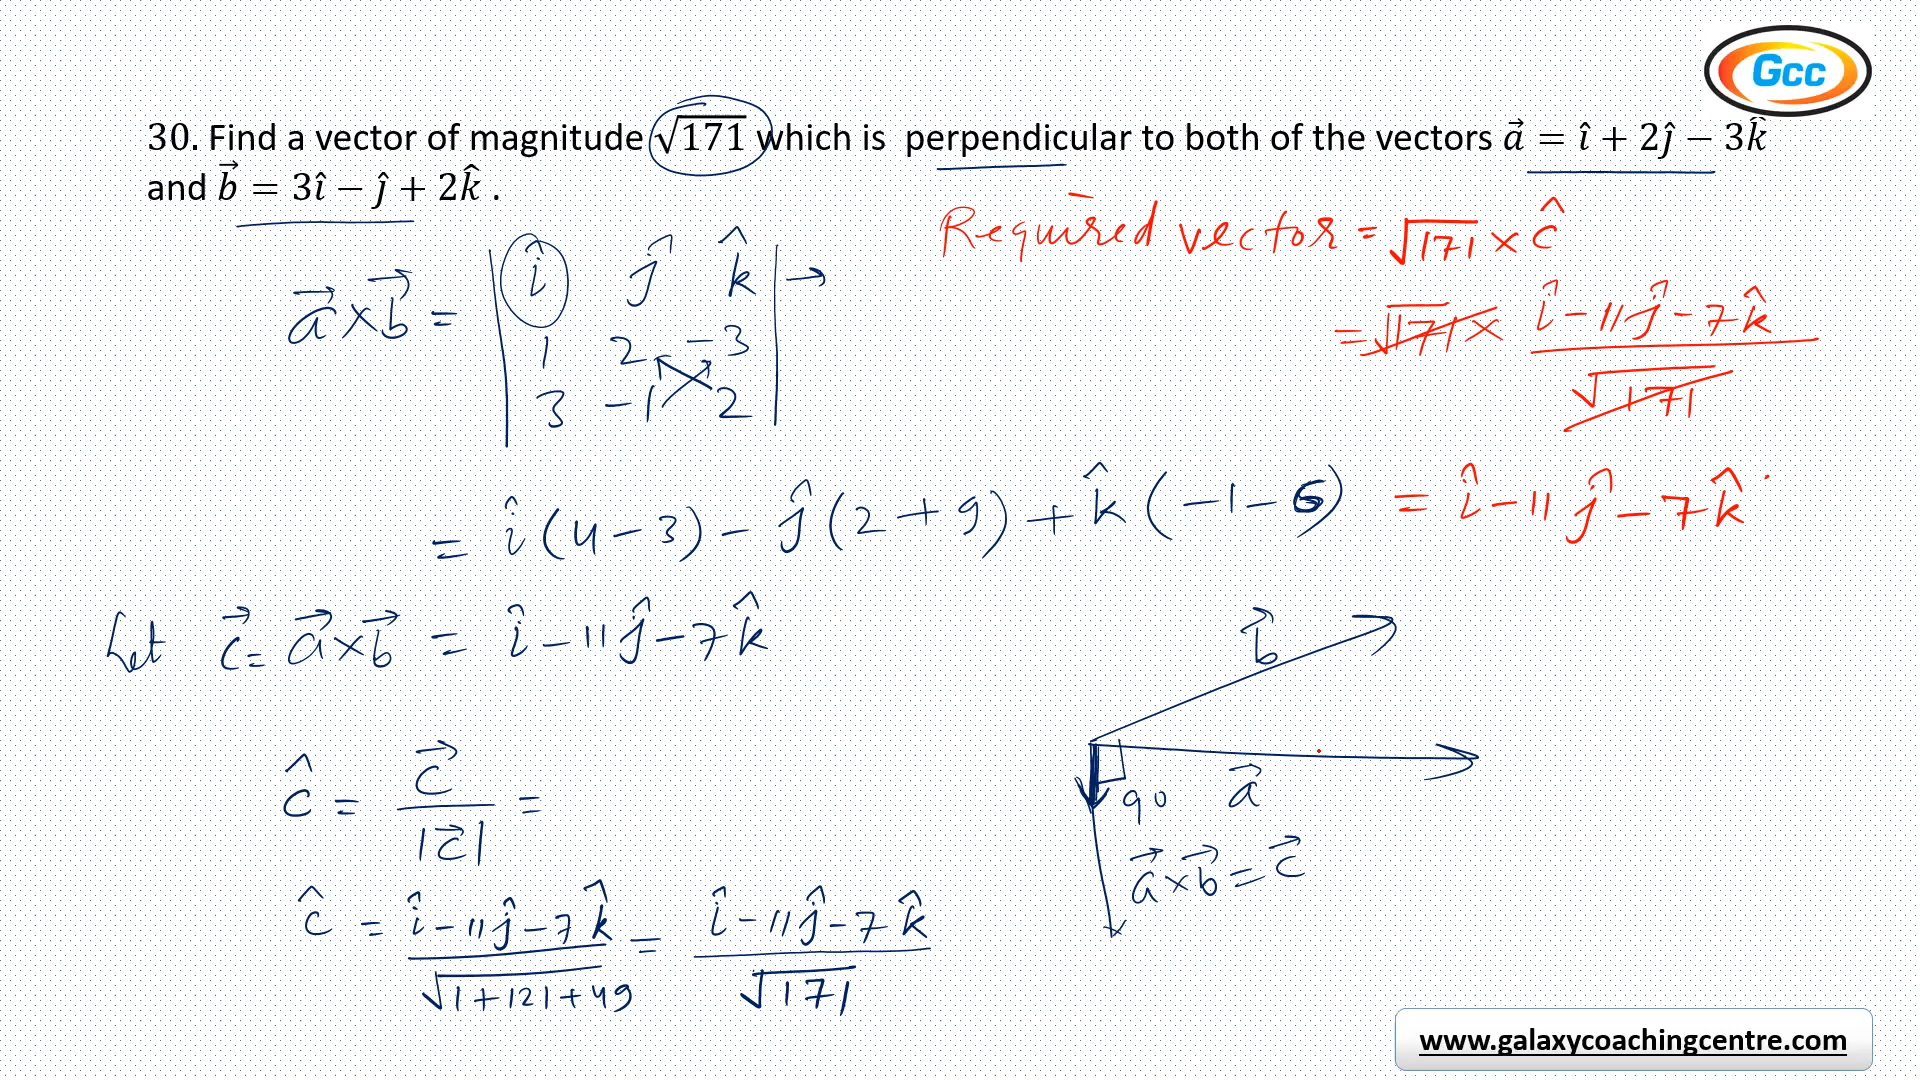 Gcc
30. Find a vector of magnitude √171 which is perpendicular to both of the vectors a⃗ = î + 2ĵ − 3k̂
and b⃗ = 3î − ĵ + 2k̂ .
Required vector = √171 × ĉ
= √171 × (î − 11ĵ − 7k̂) / √171
= î − 11ĵ − 7k̂
a⃗ × b⃗ = | î ĵ k̂ | →
1 2 −3
3 −1 2
= î (4 − 3) − ĵ (2 + 9) + k̂ (−1 − 6)
Let c⃗ = a⃗ × b⃗ = î − 11ĵ − 7k̂
ĉ = c⃗ / |c⃗| =
ĉ = (î − 11ĵ − 7k̂) / √1 + 121 + 49 = (î − 11ĵ − 7k̂) / √171
b⃗
90 a⃗
a⃗ × b⃗ = c⃗
www.galaxycoachingcentre.com